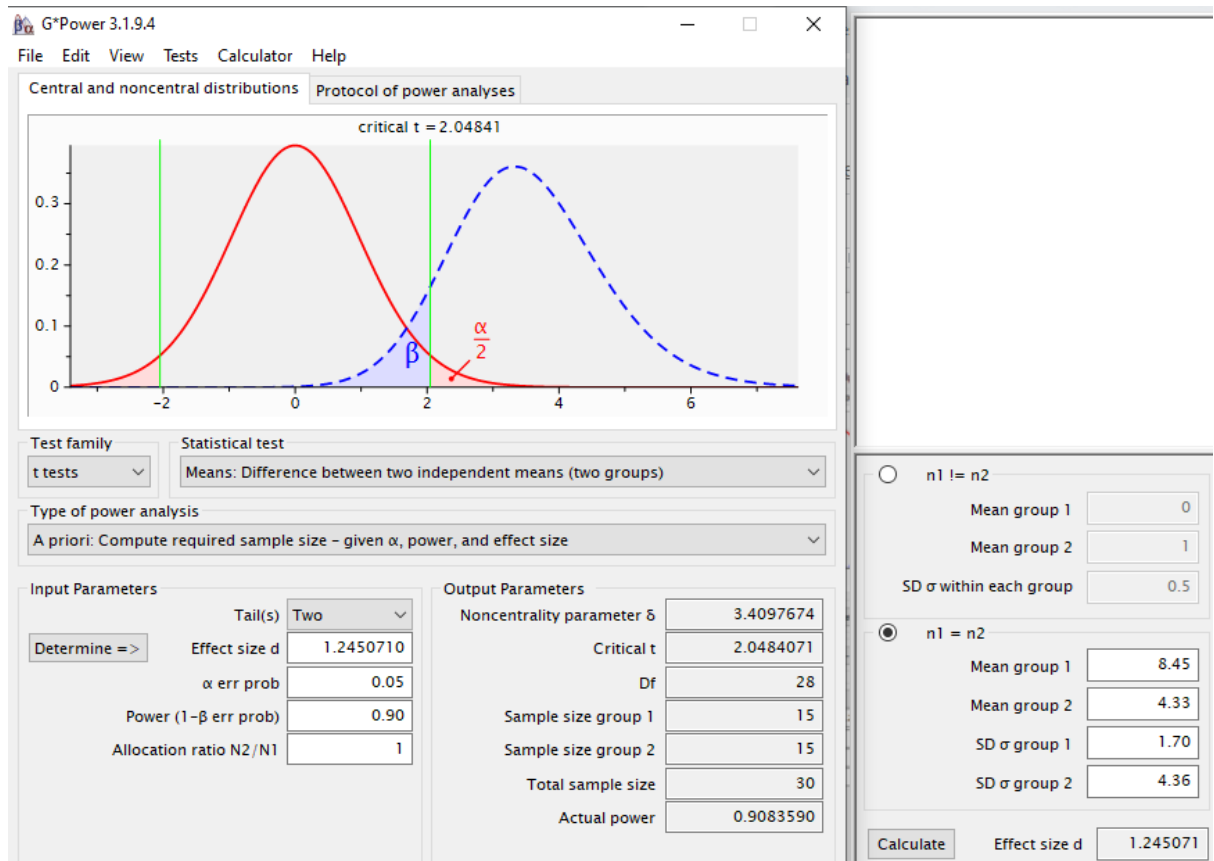 G*Power 3.1.9.4
File Edit View Tests Calculator Help
Central and noncentral distributions
Protocol of power analyses
critical t = 2.04841
0.3
0.2
0.1
0
-2
0
2
4
6
β
α
2
Test family
Statistical test
t tests
Means: Difference between two independent means (two groups)
Type of power analysis
A priori: Compute required sample size – given α, power, and effect size
Input Parameters
Tail(s) Two
Determine => Effect size d 1.2450710
α err prob 0.05
Power (1-β err prob) 0.90
Allocation ratio N2/N1 1
Output Parameters
Noncentrality parameter δ 3.4097674
Critical t 2.0484071
Df 28
Sample size group 1 15
Sample size group 2 15
Total sample size 30
Actual power 0.9083590
n1 != n2
Mean group 1 0
Mean group 2 1
SD σ within each group 0.5
n1 = n2
Mean group 1 8.45
Mean group 2 4.33
SD σ group 1 1.70
SD σ group 2 4.36
Calculate Effect size d 1.245071